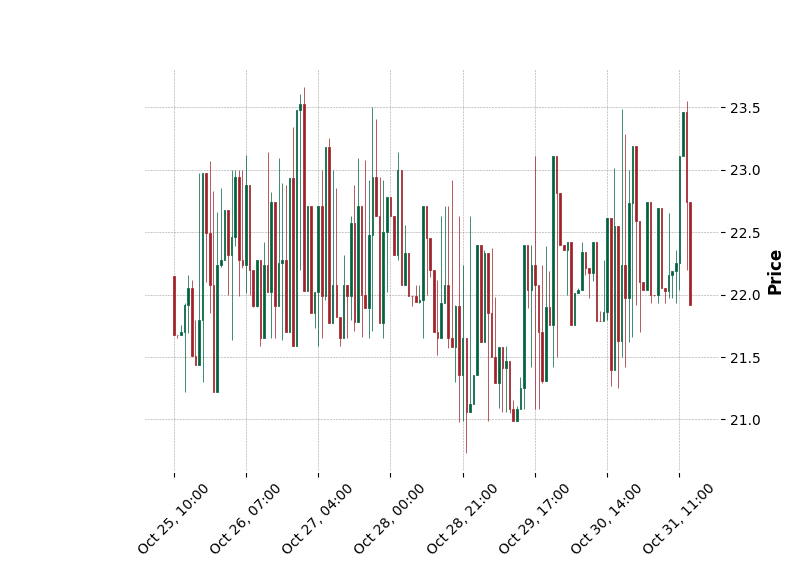 23.5
23.0
22.5
22.0
21.5
21.0
Price
Oct 25, 10:00
Oct 26, 07:00
Oct 27, 04:00
Oct 28, 00:00
Oct 28, 21:00
Oct 29, 17:00
Oct 30, 14:00
Oct 31, 11:00